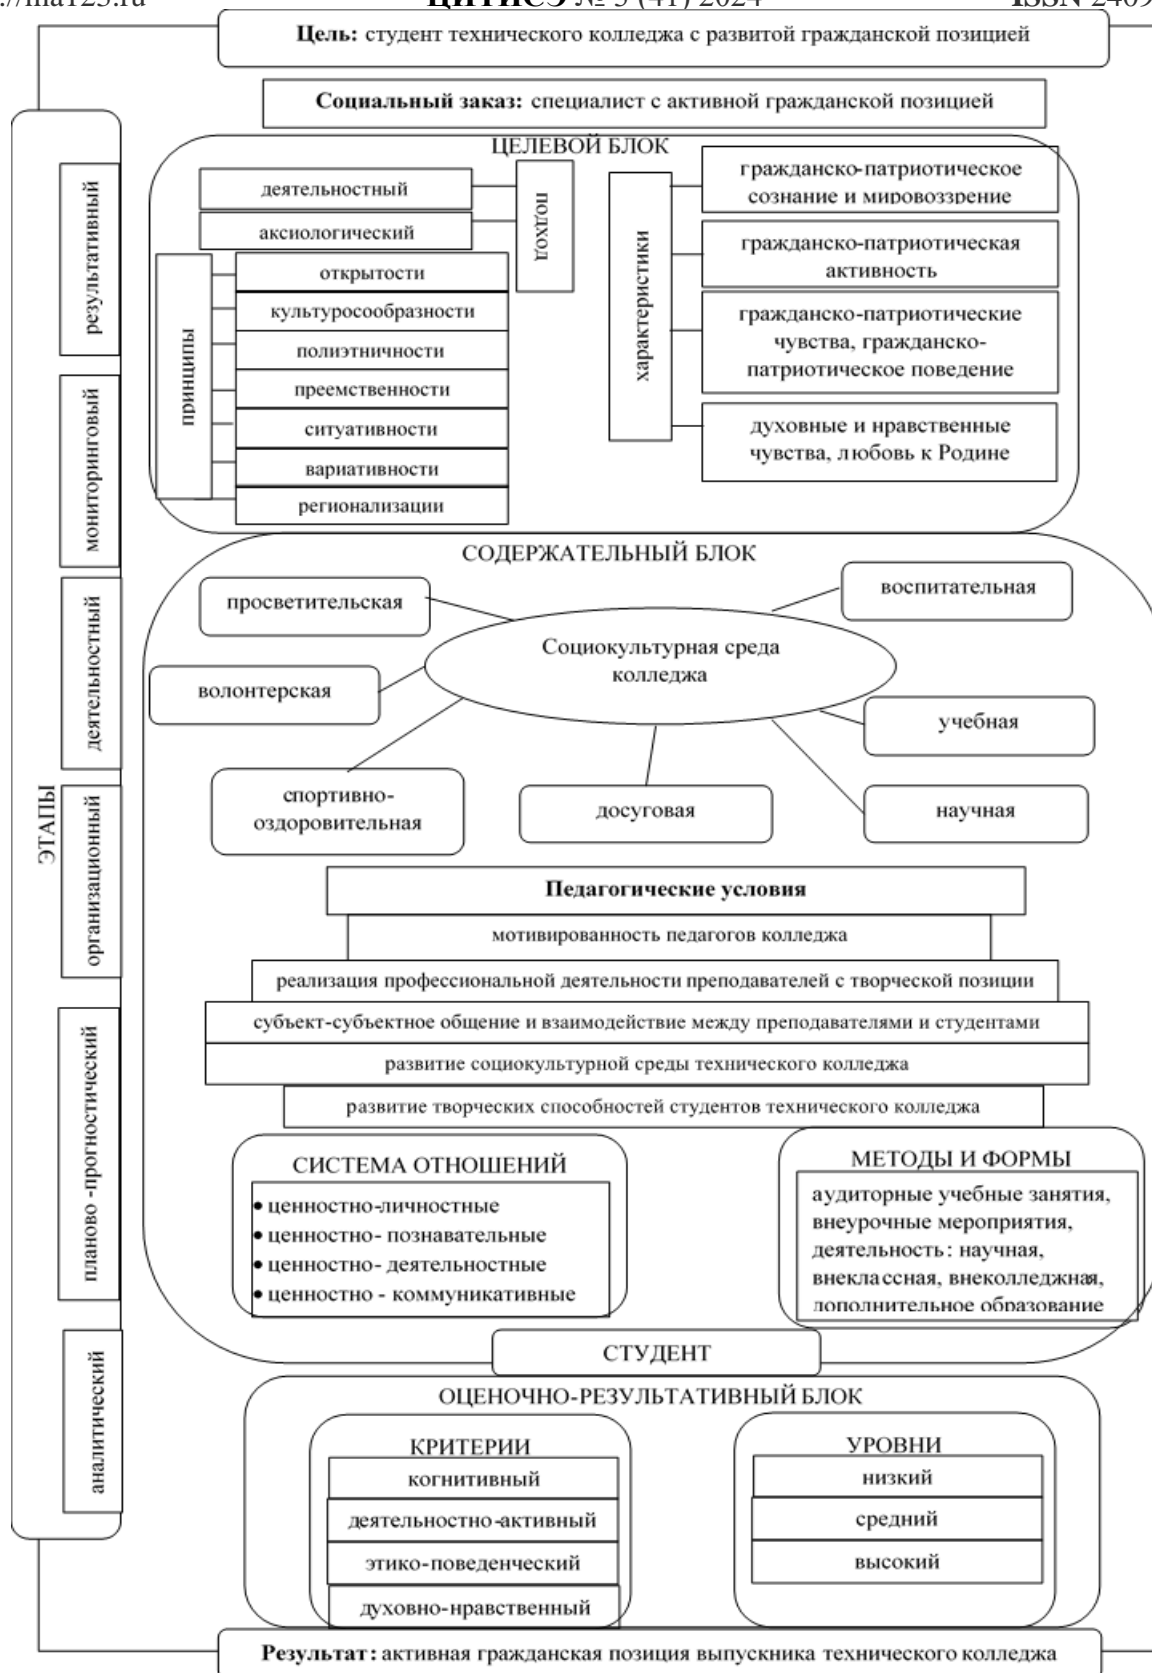 ://ma123.ru ЦИТИСЭ № 3 (41) 2024 ISSN 2409
Цель: студент технического колледжа с развитой гражданской позицией
Социальный заказ: специалист с активной гражданской позицией
ЦЕЛЕВОЙ БЛОК
деятельностный
аксиологический
подход
принципы
открытости
культуросообразности
полиэтничности
преемственности
ситуативности
вариативности
регионализации
характеристики
гражданско-патриотическое
сознание и мировоззрение
гражданско-патриотическая
активность
гражданско-патриотические
чувства, гражданско-
патриотическое поведение
духовные и нравственные
чувства, любовь к Родине
СОДЕРЖАТЕЛЬНЫЙ БЛОК
просветительская
воспитательная
Социокультурная среда
колледжа
волонтерская
учебная
спортивно-
оздоровительная
досуговая
научная
Педагогические условия
мотивированность педагогов колледжа
реализация профессиональной деятельности преподавателей с творческой позиции
субъект-субъектное общение и взаимодействие между преподавателями и студентами
развитие социокультурной среды технического колледжа
развитие творческих способностей студентов технического колледжа
СИСТЕМА ОТНОШЕНИЙ
• ценностно-личностные
• ценностно- познавательные
• ценностно- деятельностные
• ценностно - коммуникативные
МЕТОДЫ И ФОРМЫ
аудиторные учебные занятия,
внеурочные мероприятия,
деятельность: научная,
внеклассная, внеколледжная,
дополнительное образование
СТУДЕНТ
ОЦЕНОЧНО-РЕЗУЛЬТАТИВНЫЙ БЛОК
КРИТЕРИИ
когнитивный
деятельностно-активный
этико-поведенческий
духовно-нравственный
УРОВНИ
низкий
средний
высокий
Результат: активная гражданская позиция выпускника технического колледжа
ЭТАПЫ
результативный
мониторинговый
деятельностный
организационный
планово -прогностический
аналитический